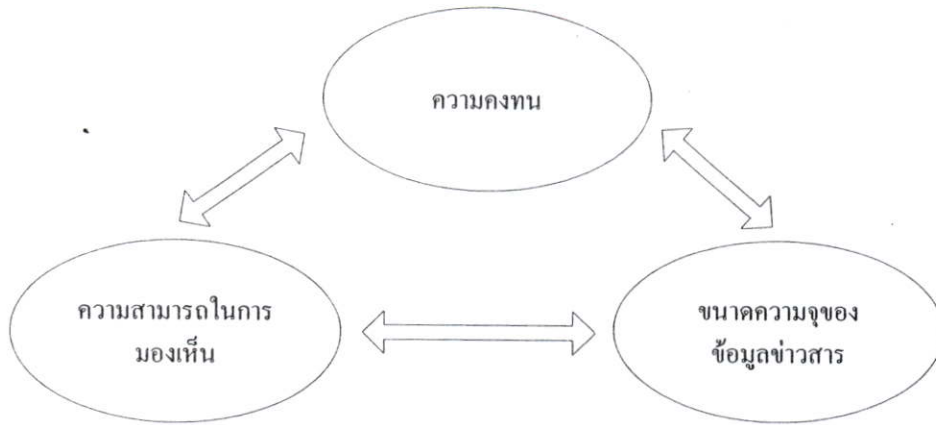 ความคงทน
ความสามารถในการ
มองเห็น
ขนาดความจุของ
ข้อมูลข่าวสาร